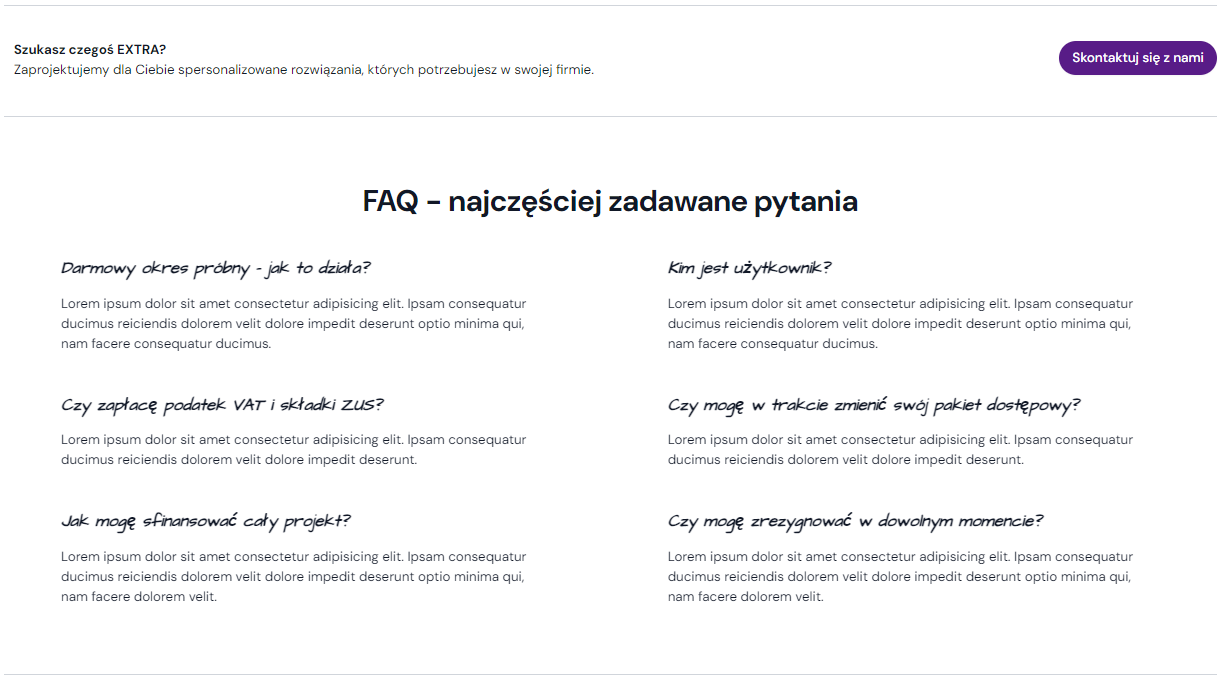 Szukasz czegoś EXTRA?
Zaprojektujemy dla Ciebie spersonalizowane rozwiązania, których potrzebujesz w swojej firmie.
Skontaktuj się z nami
FAQ - najczęściej zadawane pytania
Darmowy okres próbny - jak to działa?
Lorem ipsum dolor sit amet consectetur adipisicing elit. Ipsam consequatur
ducimus reiciendis dolorem velit dolore impedit deserunt optio minima qui,
nam facere consequatur ducimus.
Kim jest użytkownik?
Lorem ipsum dolor sit amet consectetur adipisicing elit. Ipsam consequatur
ducimus reiciendis dolorem velit dolore impedit deserunt optio minima qui,
nam facere consequatur ducimus.
Czy zapłacę podatek VAT i składki ZUS?
Lorem ipsum dolor sit amet consectetur adipisicing elit. Ipsam consequatur
ducimus reiciendis dolorem velit dolore impedit deserunt.
Czy mogę w trakcie zmienić swój pakiet dostępowy?
Lorem ipsum dolor sit amet consectetur adipisicing elit. Ipsam consequatur
ducimus reiciendis dolorem velit dolore impedit deserunt.
Jak mogę sfinansować cały projekt?
Lorem ipsum dolor sit amet consectetur adipisicing elit. Ipsam consequatur
ducimus reiciendis dolorem velit dolore impedit deserunt optio minima qui,
nam facere dolorem velit.
Czy mogę zrezygnować w dowolnym momencie?
Lorem ipsum dolor sit amet consectetur adipisicing elit. Ipsam consequatur
ducimus reiciendis dolorem velit dolore impedit deserunt optio minima qui,
nam facere dolorem velit.